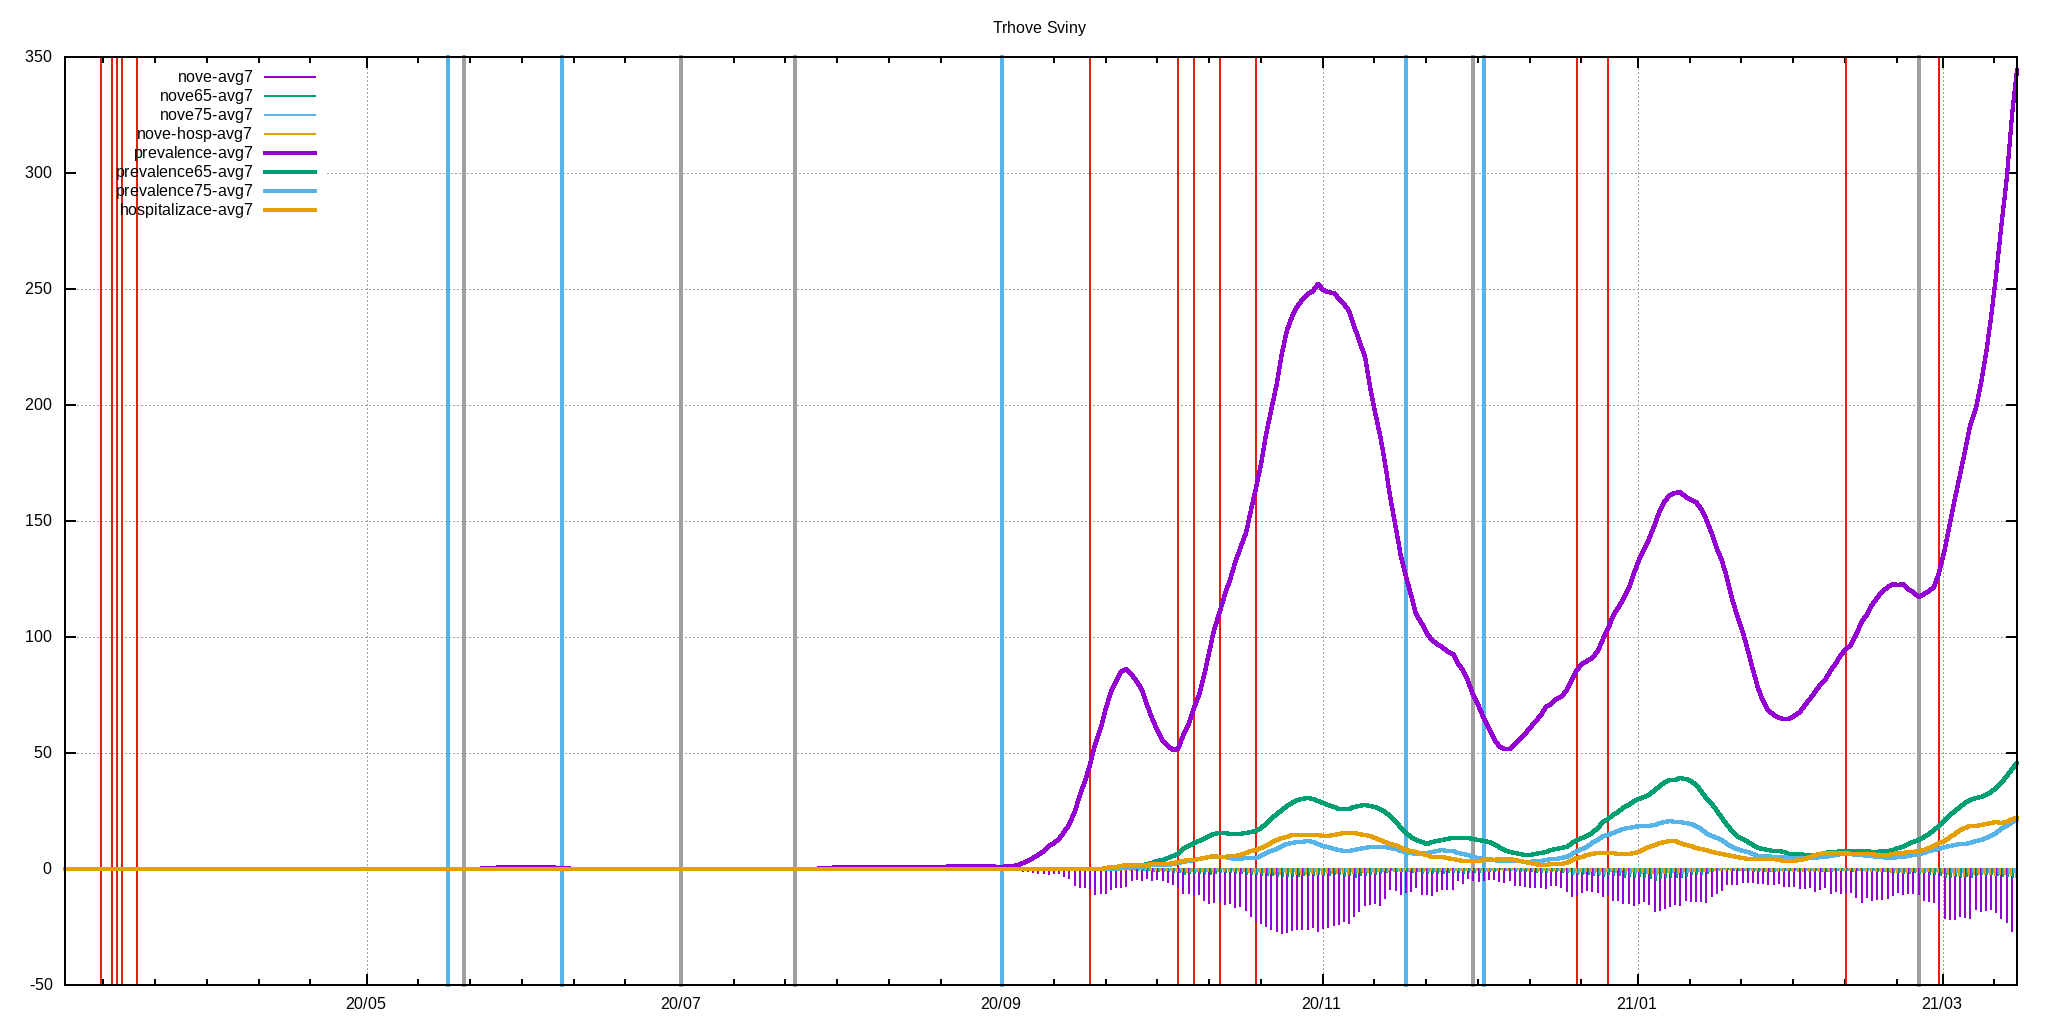 Trhove Sviny
350
300
250
200
150
100
50
0
-50
nove-avg7
nove65-avg7
nove75-avg7
nove-hosp-avg7
prevalence-avg7
prevalence65-avg7
prevalence75-avg7
hospitalizace-avg7
20/05 20/07 20/09 20/11 21/01 21/03